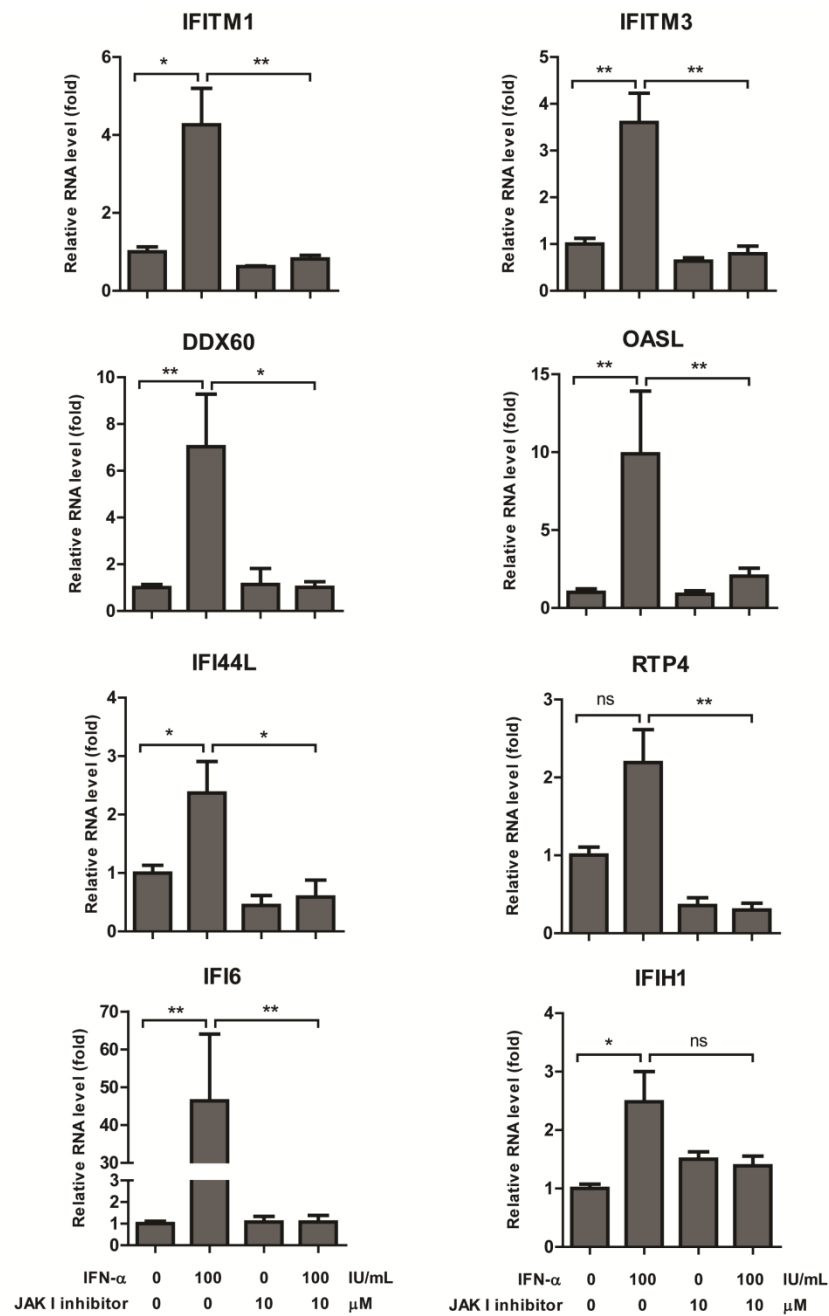 IFITM1
Relative RNA level (fold)
6
4
2
0
*
**
IFITM3
Relative RNA level (fold)
5
4
3
2
1
0
**
**
DDX60
Relative RNA level (fold)
10
8
6
4
2
0
**
*
OASL
Relative RNA level (fold)
15
10
5
0
**
**
IFI44L
Relative RNA level (fold)
4
3
2
1
0
*
*
RTP4
Relative RNA level (fold)
3
2
1
0
ns
**
IFI6
Relative RNA level (fold)
70
60
50
40
30
2
1
0
**
**
IFIH1
Relative RNA level (fold)
4
3
2
1
0
*
ns
IFN-α 0 100 0 100 IU/mL
JAK I inhibitor 0 0 10 10 μM
IFN-α 0 100 0 100 IU/mL
JAK I inhibitor 0 0 10 10 μM